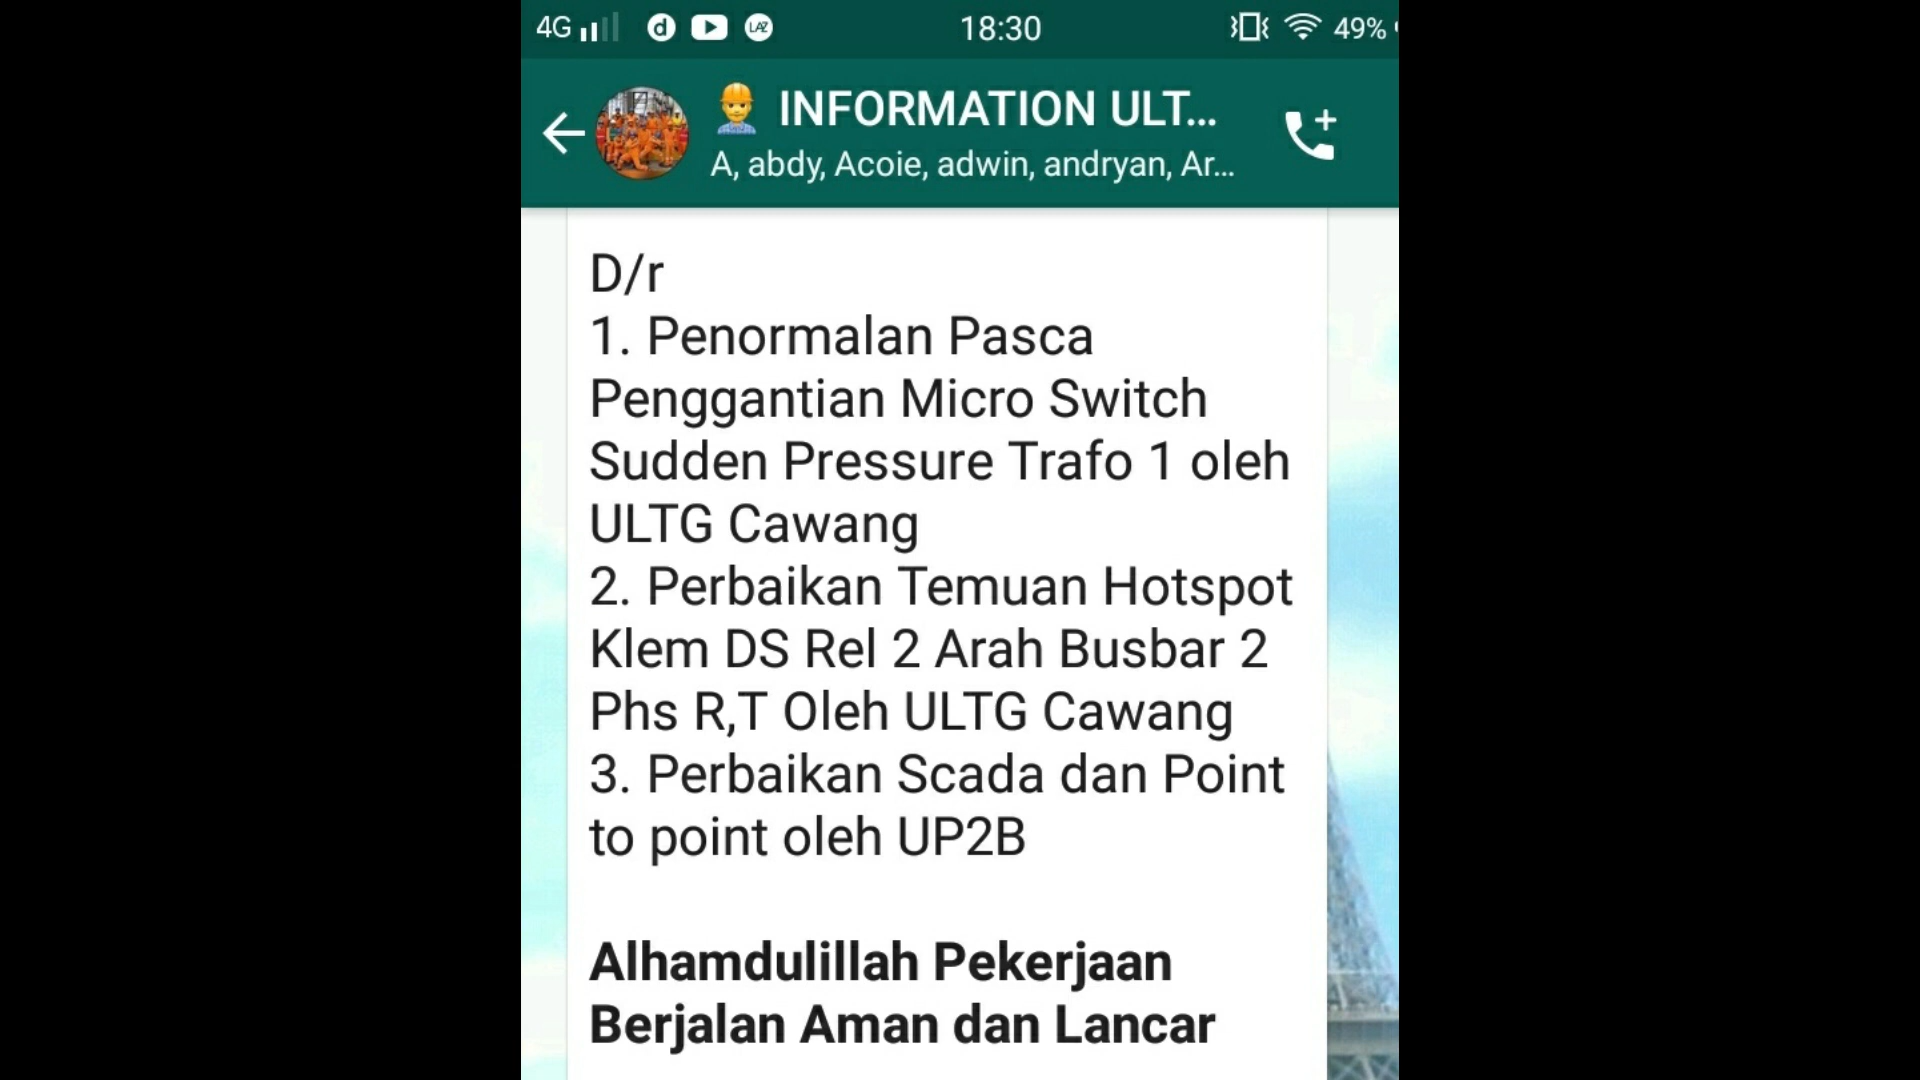 4G 18:30 49%
INFORMATION ULT...
A, abdy, Acoie, adwin, andryan, Ar...
D/r
1. Penormalan Pasca
Penggantian Micro Switch
Sudden Pressure Trafo 1 oleh
ULTG Cawang
2. Perbaikan Temuan Hotspot
Klem DS Rel 2 Arah Busbar 2
Phs R,T Oleh ULTG Cawang
3. Perbaikan Scada dan Point
to point oleh UP2B
Alhamdulillah Pekerjaan
Berjalan Aman dan Lancar